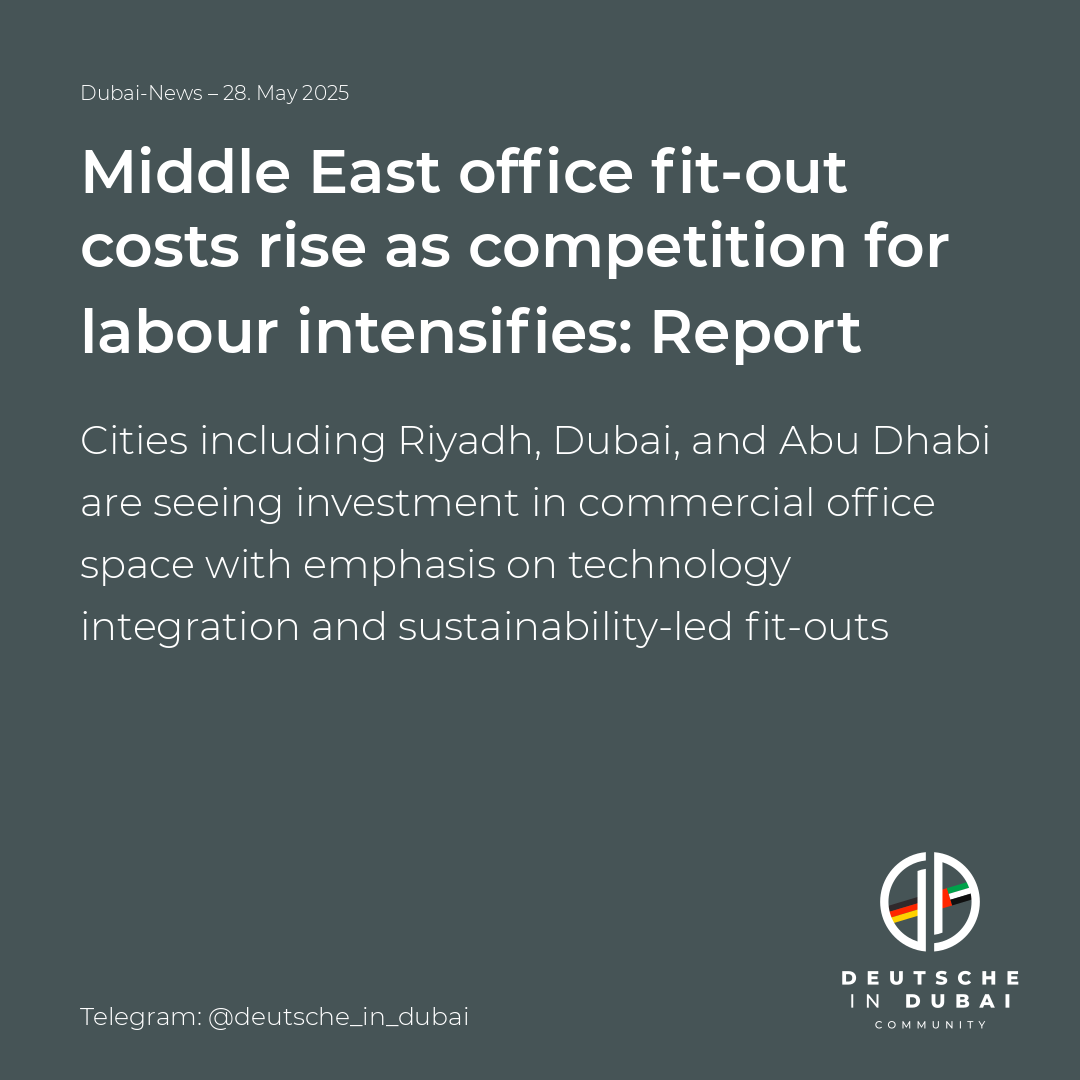 Dubai-News – 28. May 2025
Middle East office fit-out
costs rise as competition for
labour intensifies: Report
Cities including Riyadh, Dubai, and Abu Dhabi
are seeing investment in commercial office
space with emphasis on technology
integration and sustainability-led fit-outs
DEUTSCHE
IN DUBAI
COMMUNITY
Telegram: @deutsche_in_dubai